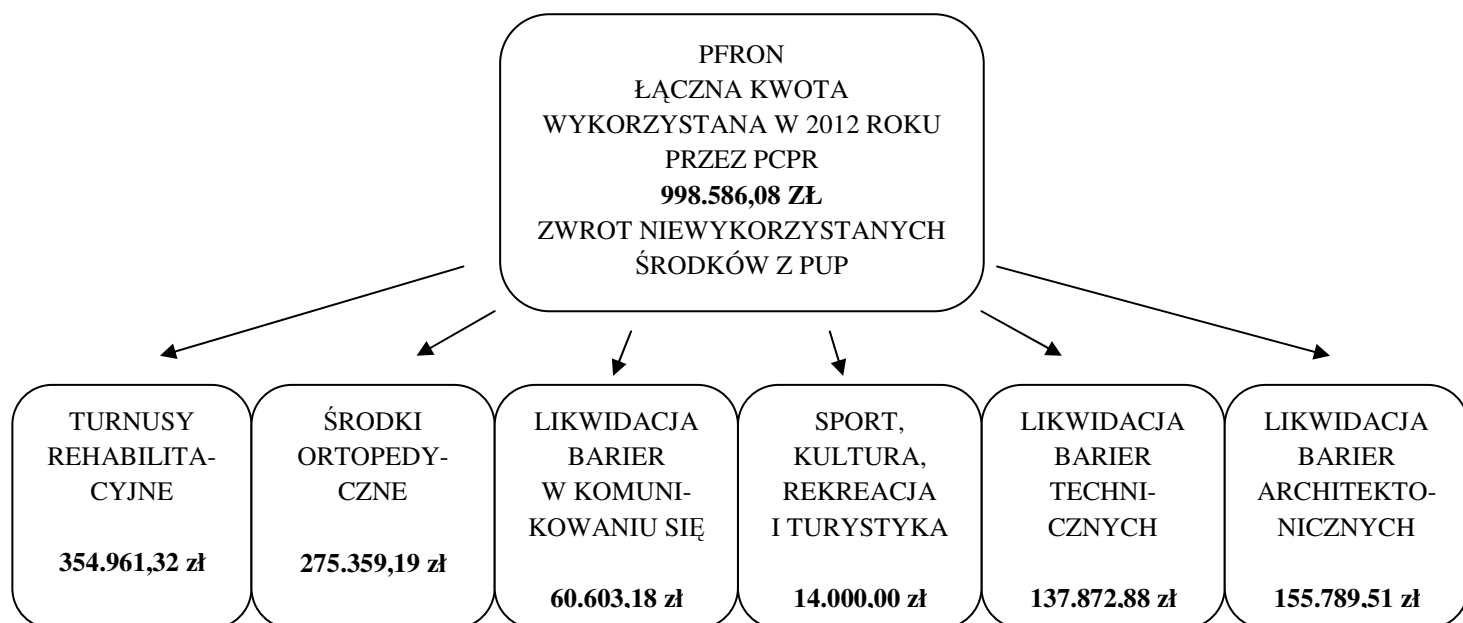 PFRON
ŁĄCZNA KWOTA
WYKORZYSTANA W 2012 ROKU
PRZEZ PCPR
998.586,08 ZŁ
ZWROT NIEWYKORZYSTANYCH
ŚRODKÓW Z PUP
TURNUSY
REHABILITA-
CYJNE
354.961,32 zł
ŚRODKI
ORTOPEDY-
CZNE
275.359,19 zł
LIKWIDACJA
BARIER
W KOMUNI-
KOWANIU SIĘ
60.603,18 zł
SPORT,
KULTURA,
REKREACJA
I TURYSTYKA
14.000,00 zł
LIKWIDACJA
BARIER
TECHNI-
CZNYCH
137.872,88 zł
LIKWIDACJA
BARIER
ARCHITEKTO-
NICZNYCH
155.789,51 zł